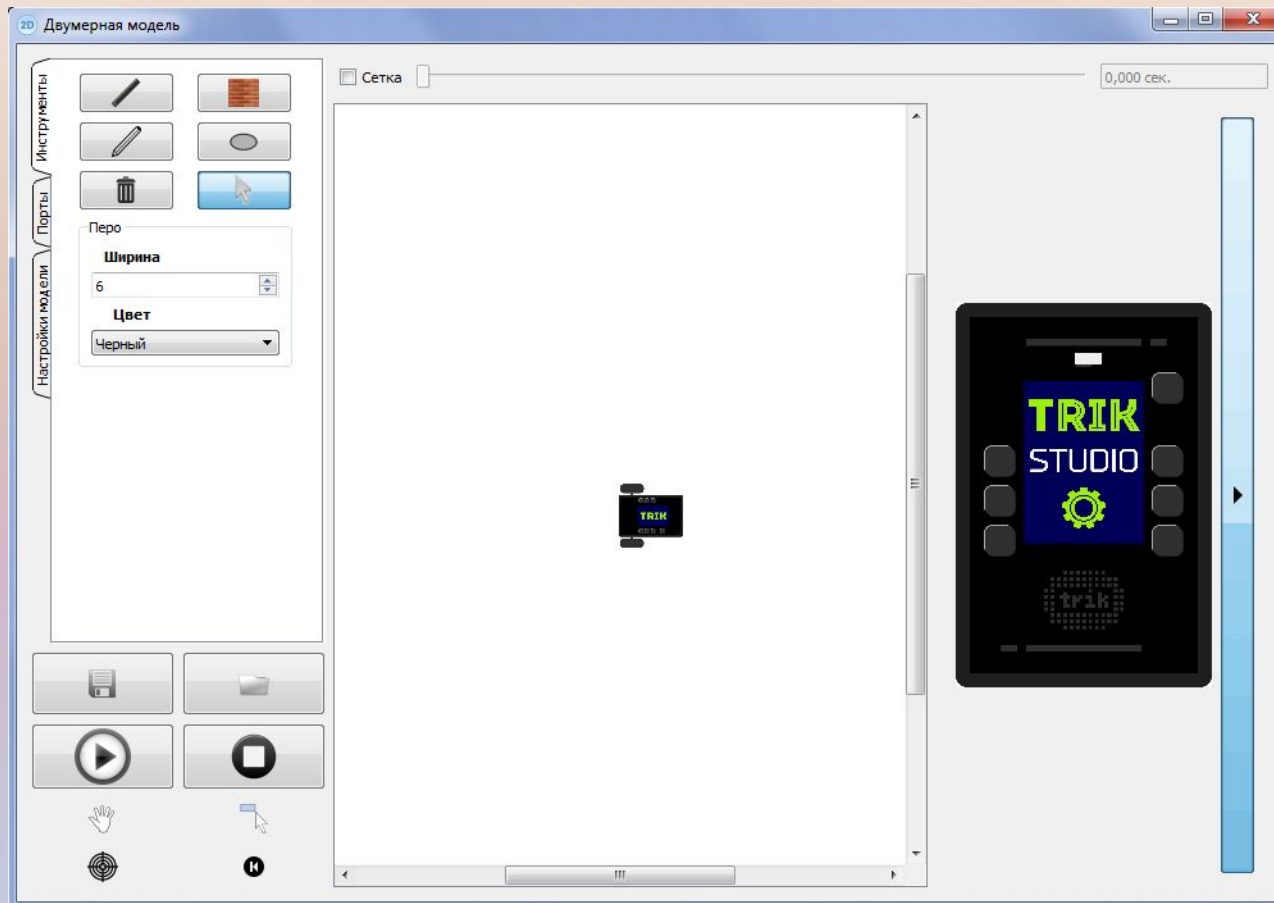 2D Двумерная модель
Инструменты
Порты
Настройки модели
Сетка
0,000 сек.
Перо
Ширина
6
Цвет
Черный
TRIK
TRIK
STUDIO
trik